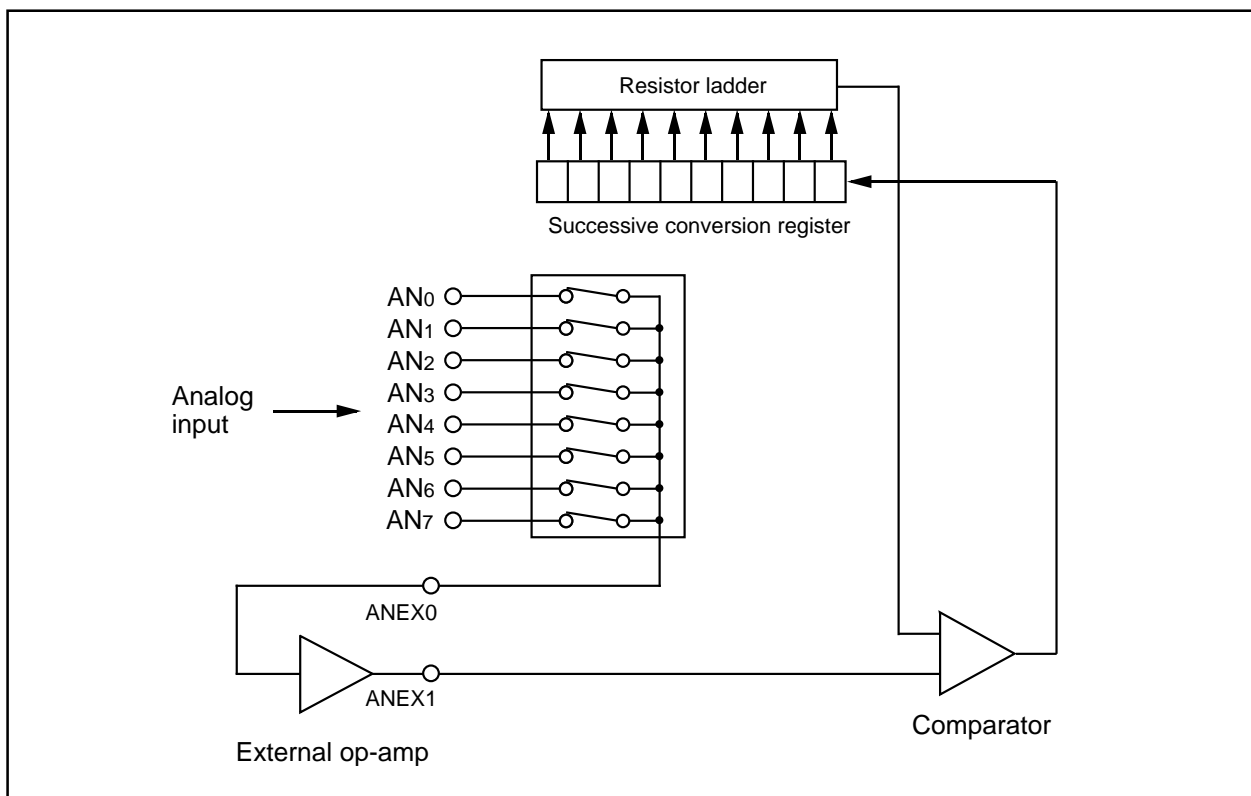 Resistor ladder
Successive conversion register
AN0
AN1
AN2
AN3
AN4
AN5
AN6
AN7
Analog
input
ANEX0
ANEX1
External op-amp
Comparator